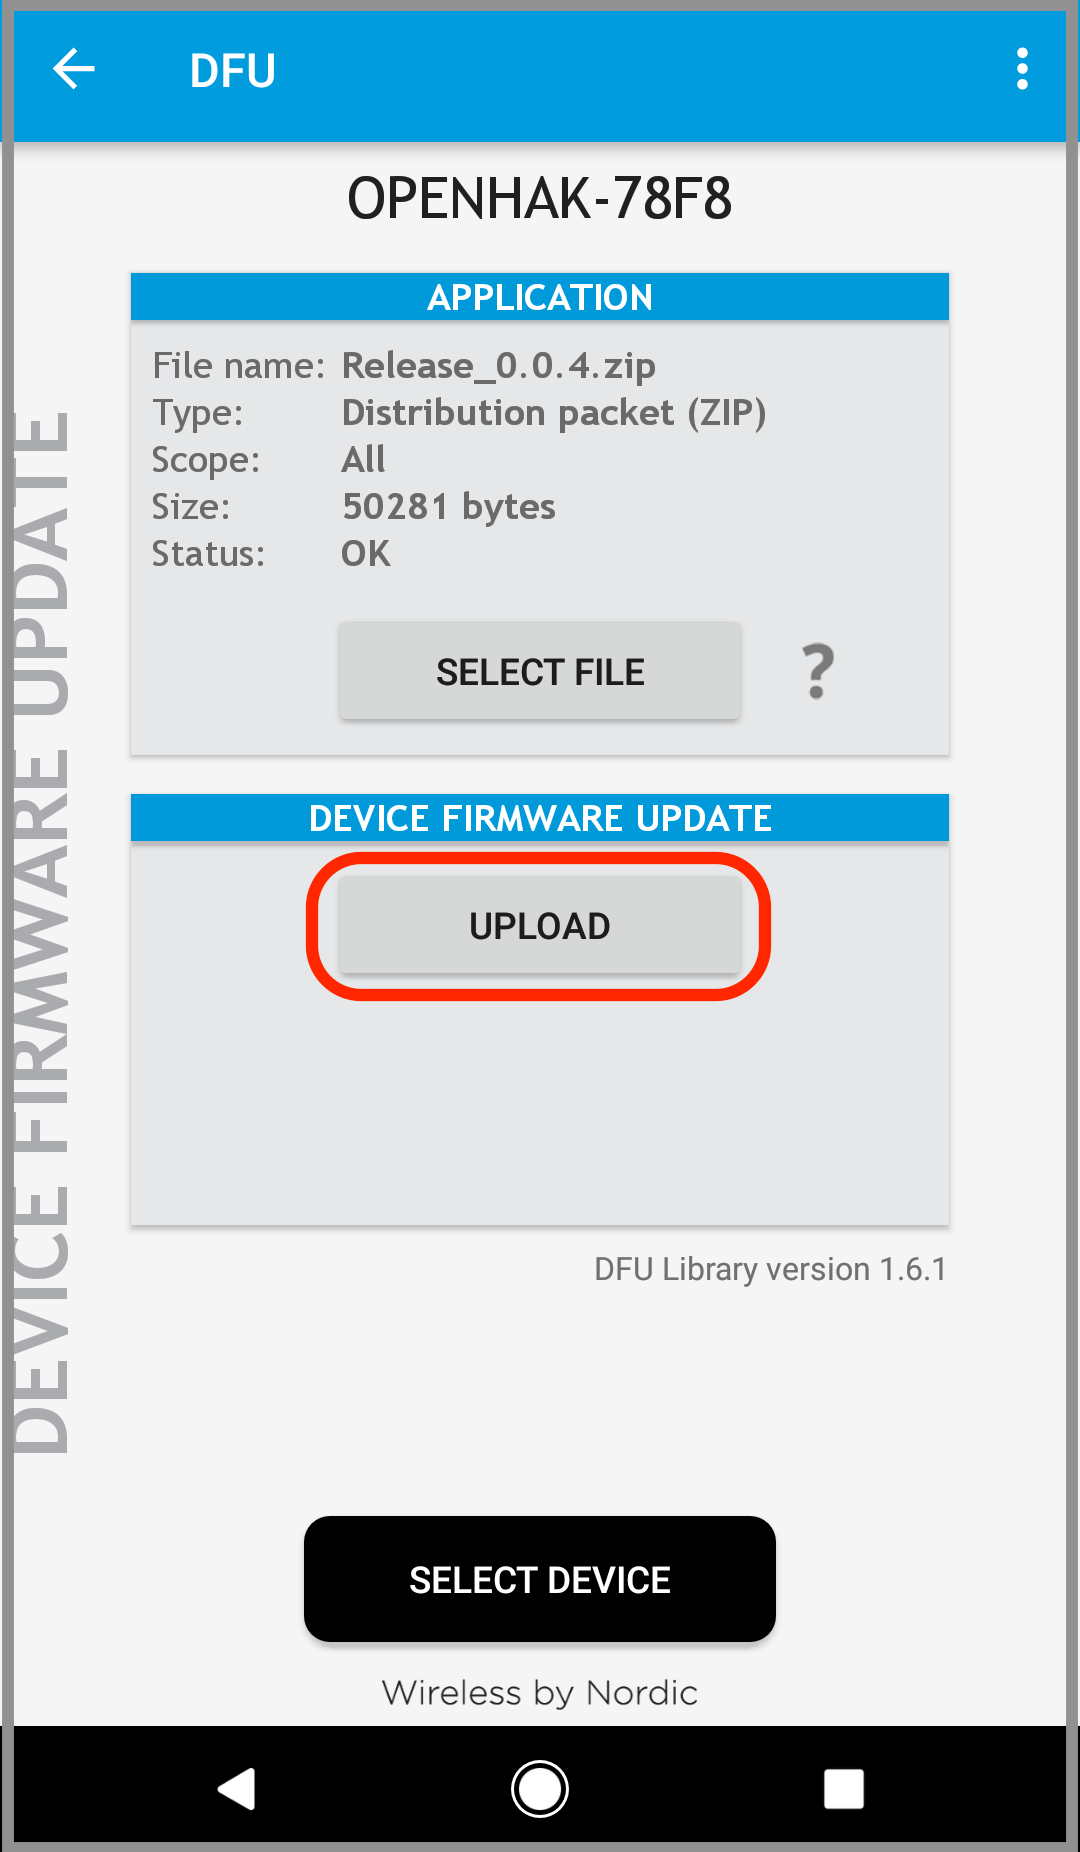 DFU
OPENHAK-78F8
APPLICATION
File name: Release_0.0.4.zip
Type: Distribution packet (ZIP)
Scope: All
Size: 50281 bytes
Status: OK
SELECT FILE ?
DEVICE FIRMWARE UPDATE
UPLOAD
DFU Library version 1.6.1
DEVICE FIRMWARE UPDATE
SELECT DEVICE
Wireless by Nordic